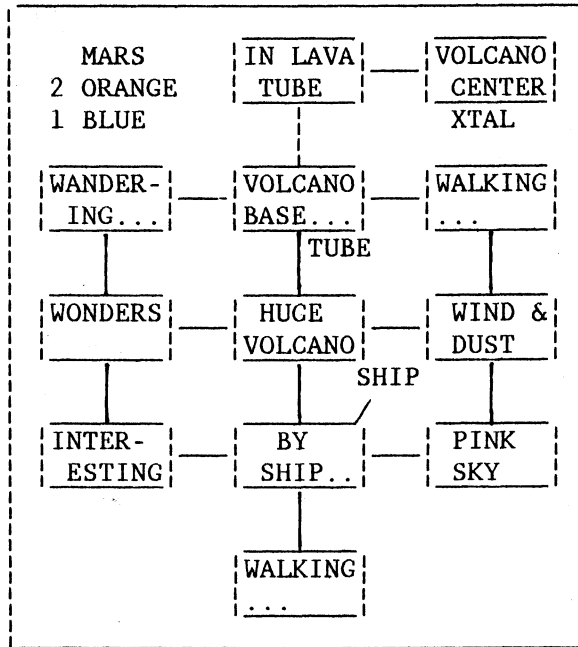 MARS
2 ORANGE
1 BLUE
IN LAVA
TUBE
VOLCANO
CENTER
XTAL
WANDER-
ING...
VOLCANO
BASE...
WALKING
...
TUBE
WONDERS
HUCE
VOLCANO
WIND &
DUST
SHIP
INTER-
ESTING
BY
SHIP..
PINK
SKY
WALKING
...